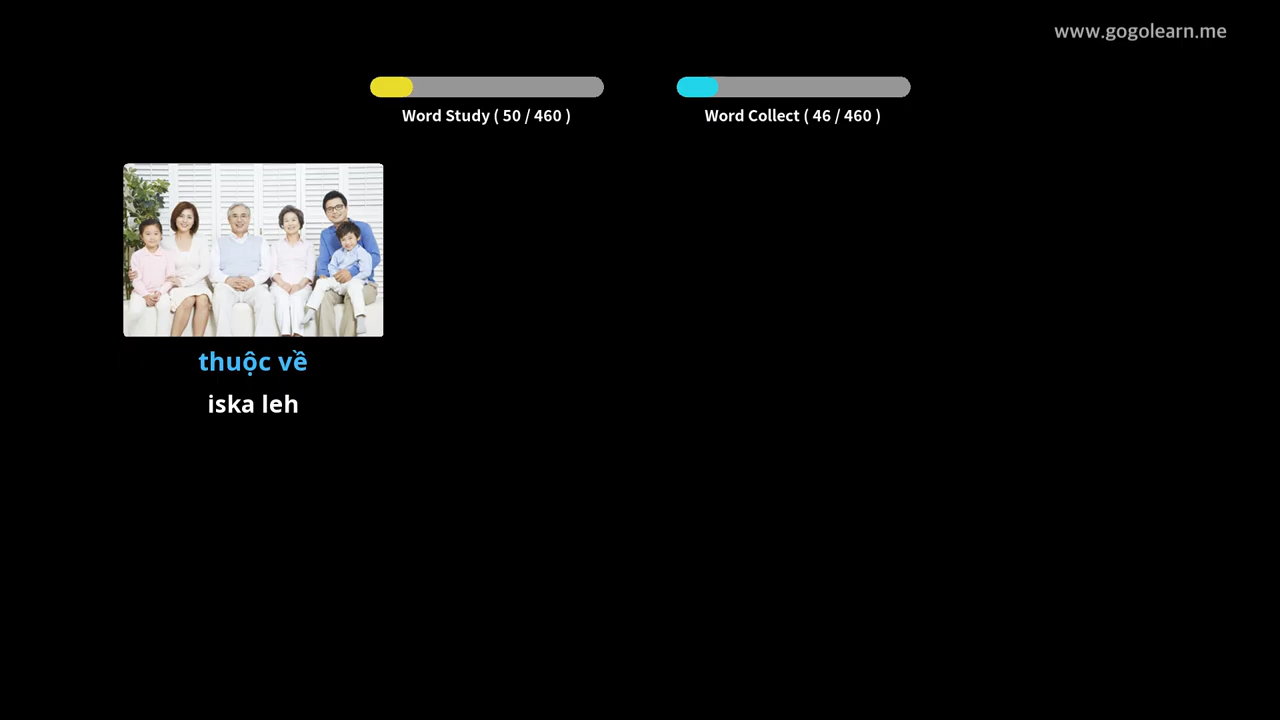 www.gogolearn.me
Word Study ( 50 / 460 )
Word Collect ( 46 / 460 )
thuộc về
iska leh